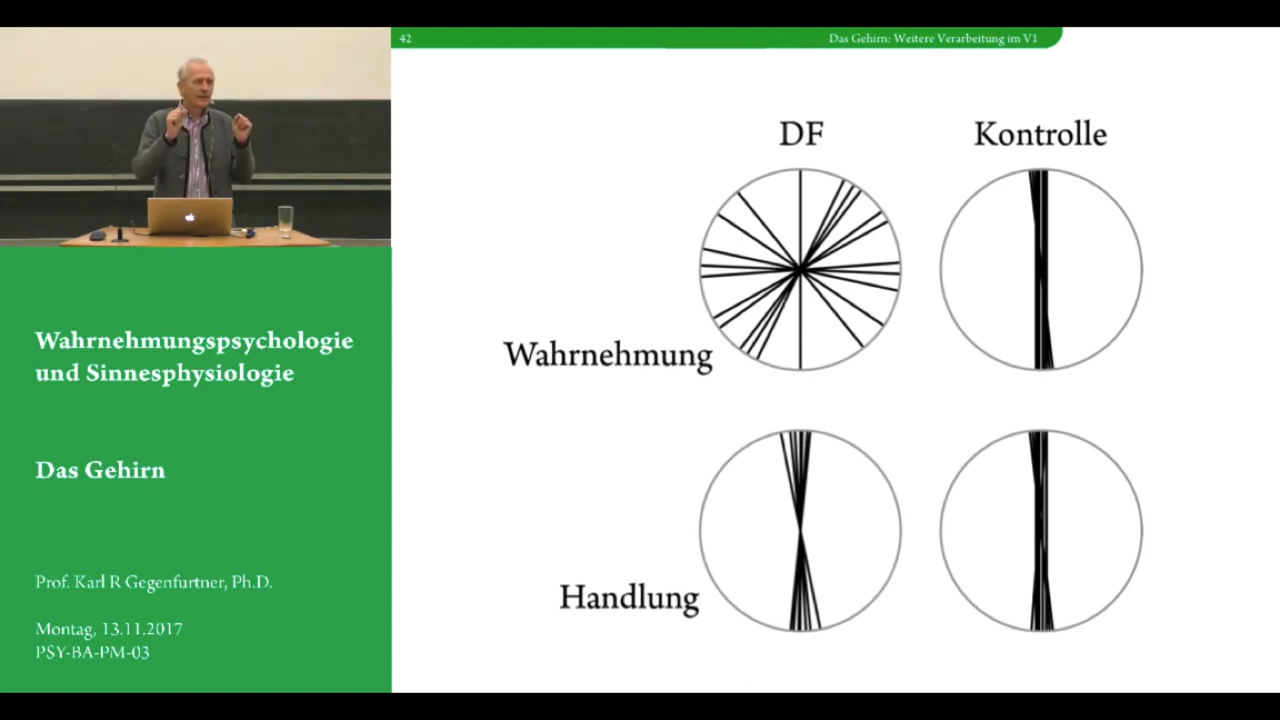 42
Das Gehirn: Weitere Verarbeitung im V1
DF
Kontrolle
Wahrnehmung
Handlung
Wahrnehmungspsychologie
und Sinnesphysiologie
Das Gehirn
Prof. Karl R Gegenfurtner, Ph.D.
Montag, 13.11.2017
PSY-BA-PM-03